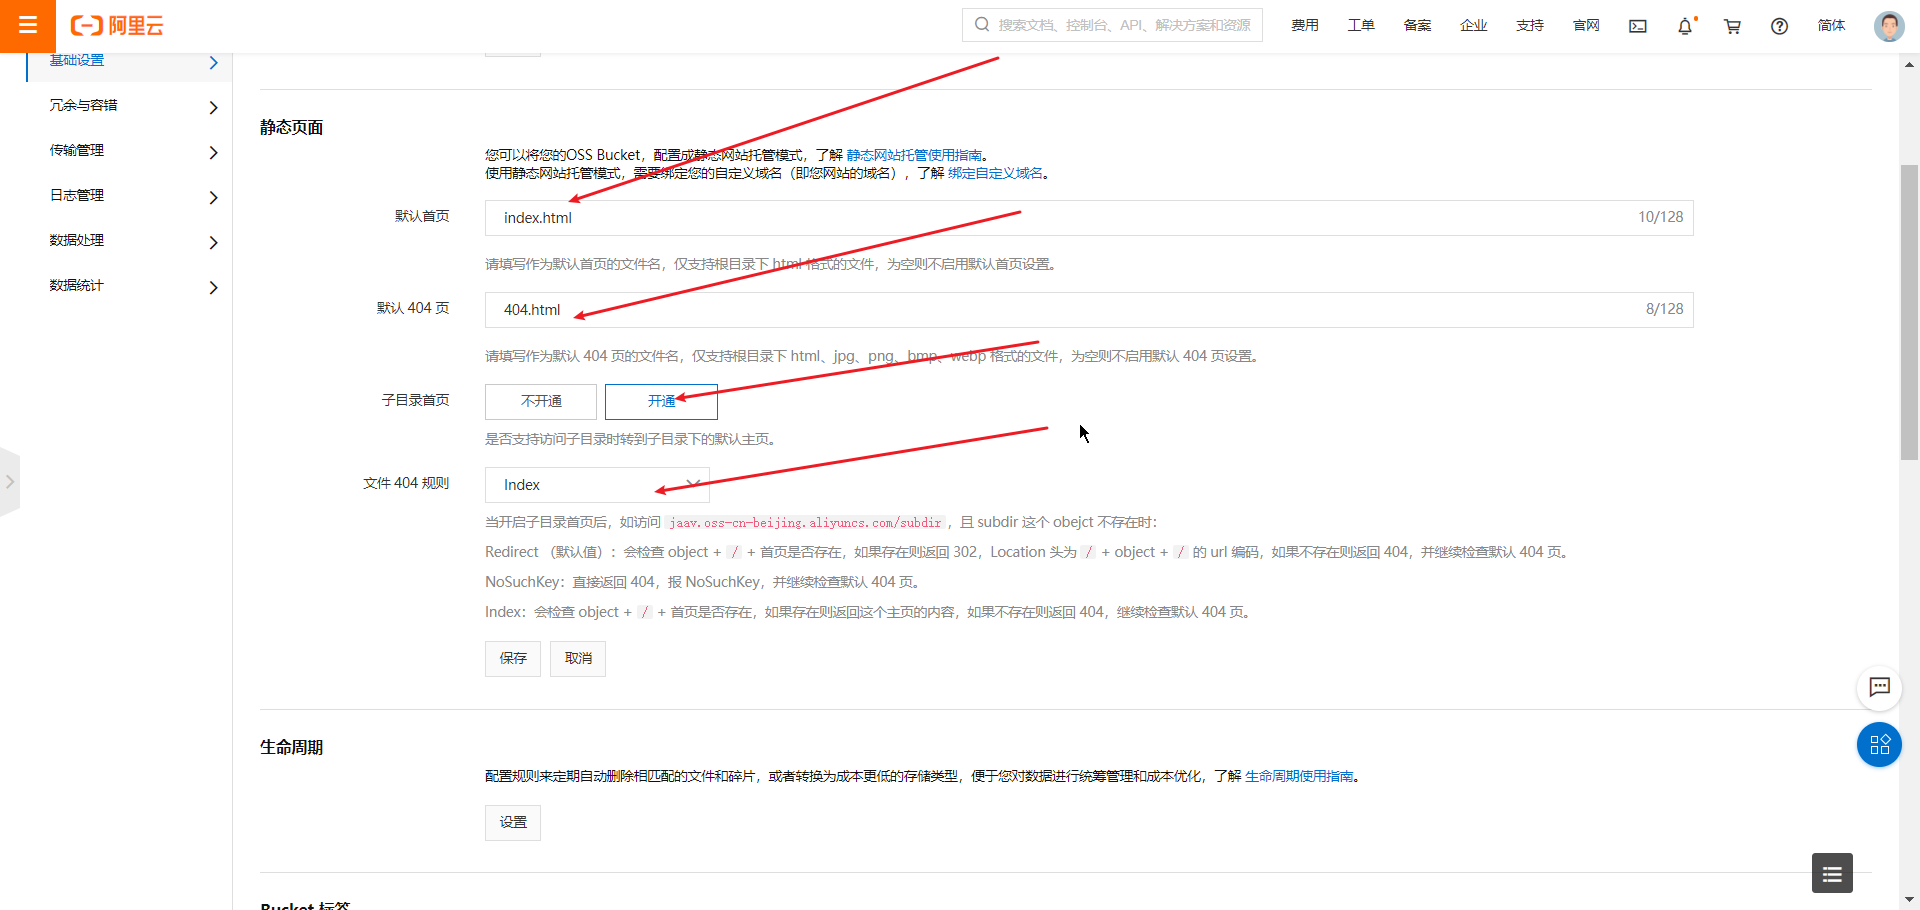 阿里云
搜索文档、控制台、API、解决方案和资源
费用
工单
备案
企业
支持
官网
简体
基础设置
冗余与容错
传输管理
日志管理
数据处理
数据统计
静态页面
您可以将您的OSS Bucket，配置成静态网站托管模式，了解 静态网站托管使用指南。
使用静态网站托管模式，需要绑定您的自定义域名（即您网站的域名），了解 绑定自定义域名。
默认首页
index.html
10/128
请填写作为默认首页的文件名，仅支持根目录下 html 格式的文件，为空则不启用默认首页设置。
默认 404 页
404.html
8/128
请填写作为默认 404 页的文件名，仅支持根目录下 html、jpg、png、bmp、webp 格式的文件，为空则不启用默认 404 页设置。
子目录首页
不开通
开通
是否支持访问子目录时转到子目录下的默认主页。
文件 404 规则
Index
当开启子目录首页后，如访问 jaav.oss-cn-beijing.aliyuncs.com/subdir ，且 subdir 这个 obejct 不存在时：
Redirect （默认值）：会检查 object + / + 首页是否存在，如果存在则返回 302，Location 头为 / + object + / 的 url 编码，如果不存在则返回 404，并继续检查默认 404 页。
NoSuchKey：直接返回 404，报 NoSuchKey，并继续检查默认 404 页。
Index：会检查 object + / + 首页是否存在，如果存在则返回这个主页的内容，如果不存在则返回 404，继续检查默认 404 页。
保存
取消
生命周期
配置规则来定期自动删除相匹配的文件和碎片，或者转换为成本更低的存储类型，便于您对数据进行统筹管理和成本优化，了解 生命周期使用指南。
设置
Bucket 标签